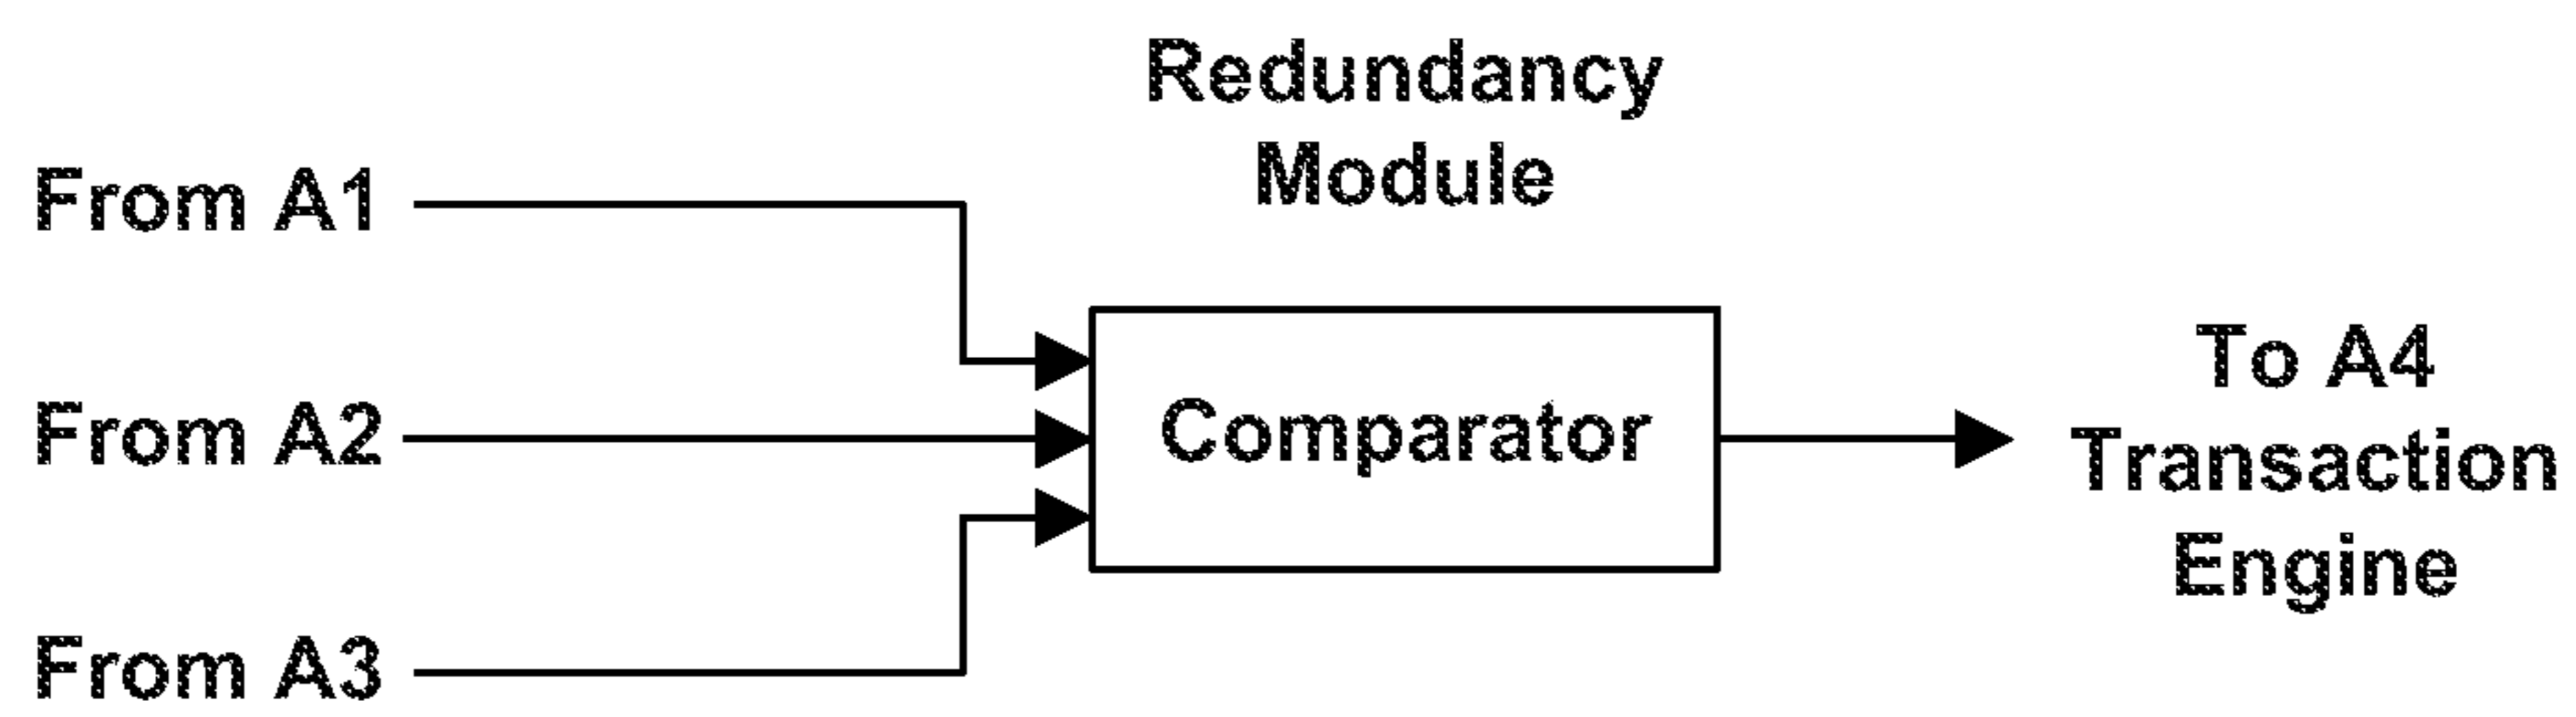 Redundancy
Module
From A1
From A2
From A3
Comparator
To A4
Transaction
Engine